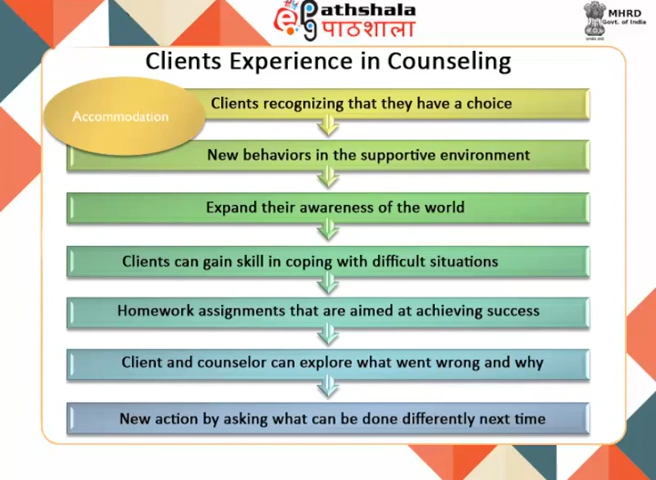 Pathshala
पाठशाला
MHRD
Govt. of India
Clients Experience in Counseling
Accommodation
Clients recognizing that they have a choice
New behaviors in the supportive environment
Expand their awareness of the world
Clients can gain skill in coping with difficult situations
Homework assignments that are aimed at achieving success
Client and counselor can explore what went wrong and why
New action by asking what can be done differently next time